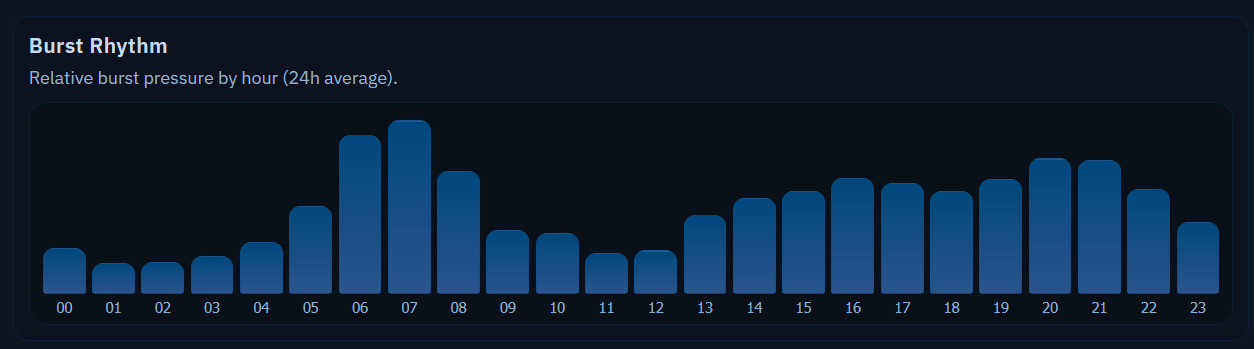 Burst Rhythm
Relative burst pressure by hour (24h average).
00 01 02 03 04 05 06 07 08 09 10 11 12 13 14 15 16 17 18 19 20 21 22 23